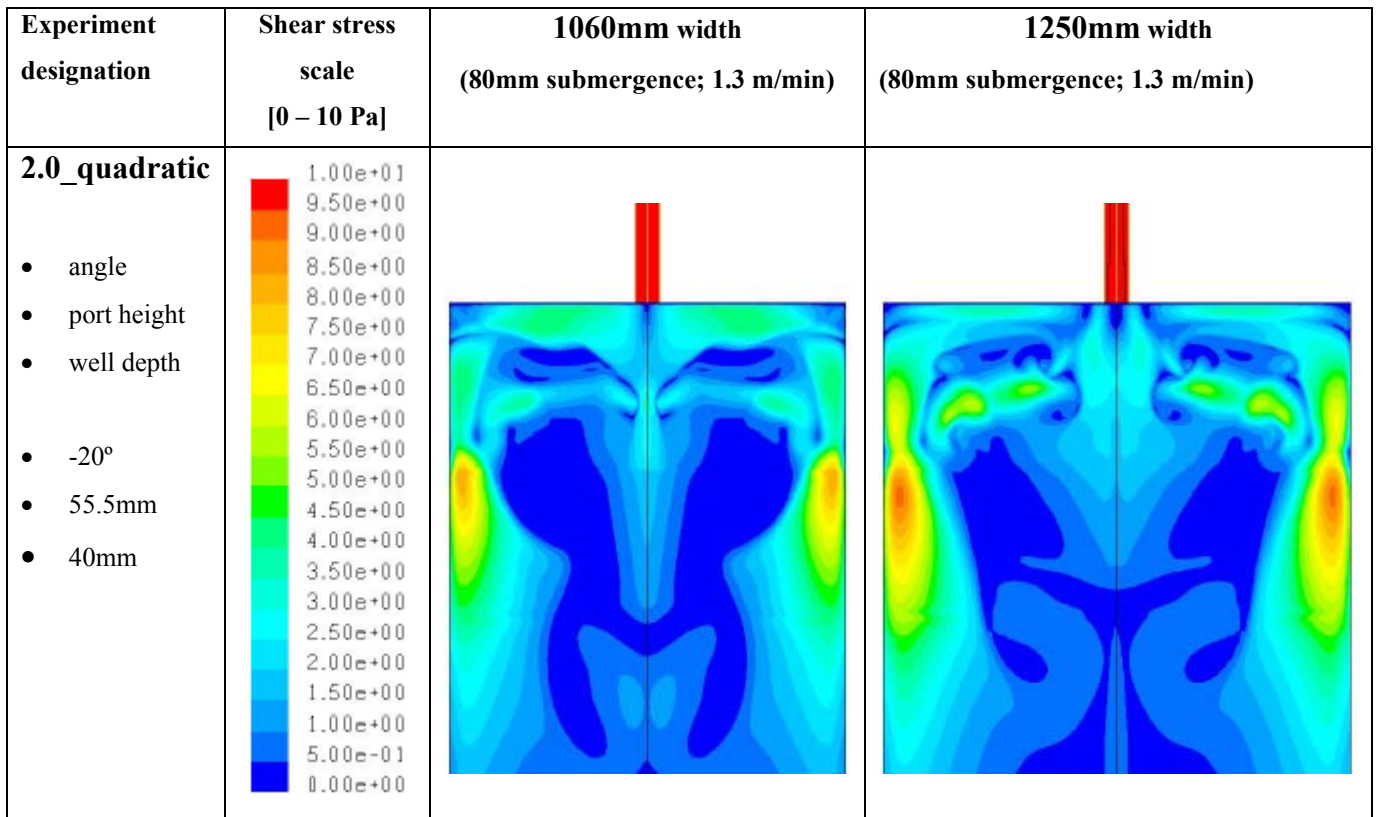 Experiment
designation
Shear stress
scale
[0 – 10 Pa]
1060mm width
(80mm submergence; 1.3 m/min)
1250mm width
(80mm submergence; 1.3 m/min)
2.0_quadratic
• angle
• port height
• well depth
• -20º
• 55.5mm
• 40mm
1.00e+01
9.50e+00
9.00e+00
8.50e+00
8.00e+00
7.50e+00
7.00e+00
6.50e+00
6.00e+00
5.50e+00
5.00e+00
4.50e+00
4.00e+00
3.50e+00
3.00e+00
2.50e+00
2.00e+00
1.50e+00
1.00e+00
5.00e-01
0.00e+00